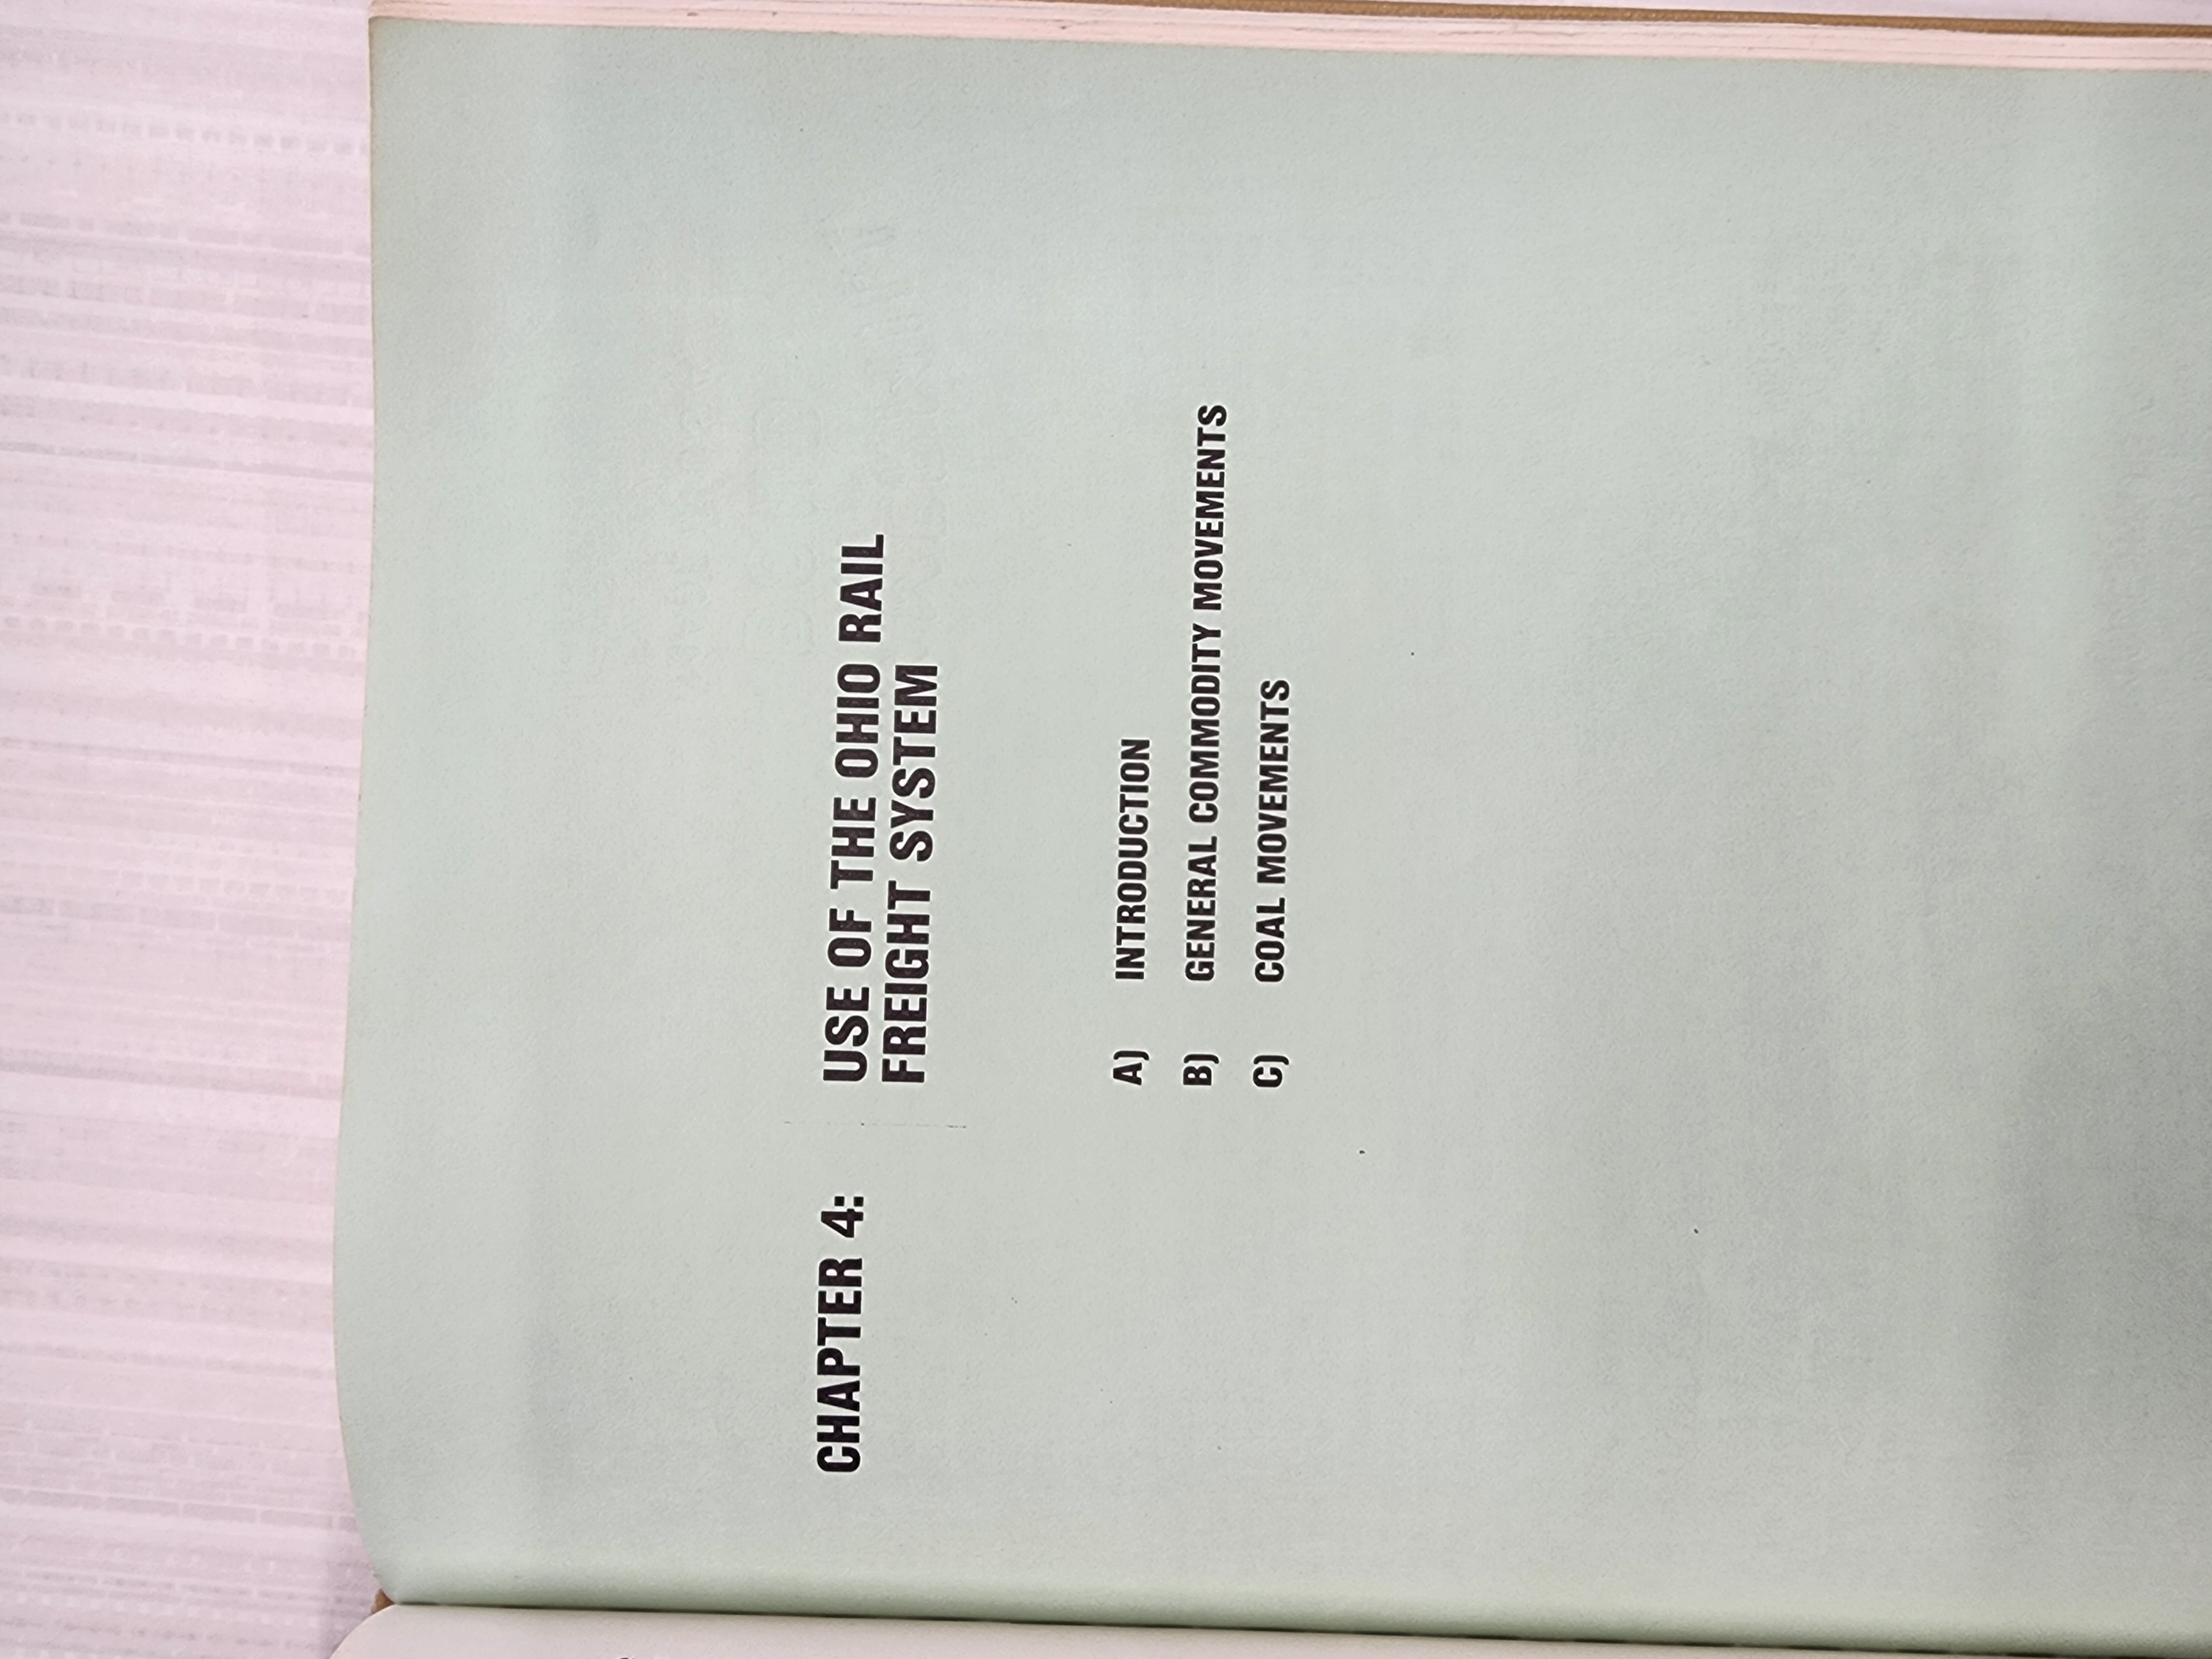 CHAPTER 4: USE OF THE OHIO RAIL
FREIGHT SYSTEM
A) INTRODUCTION
B) GENERAL COMMODITY MOVEMENTS
C) COAL MOVEMENTS